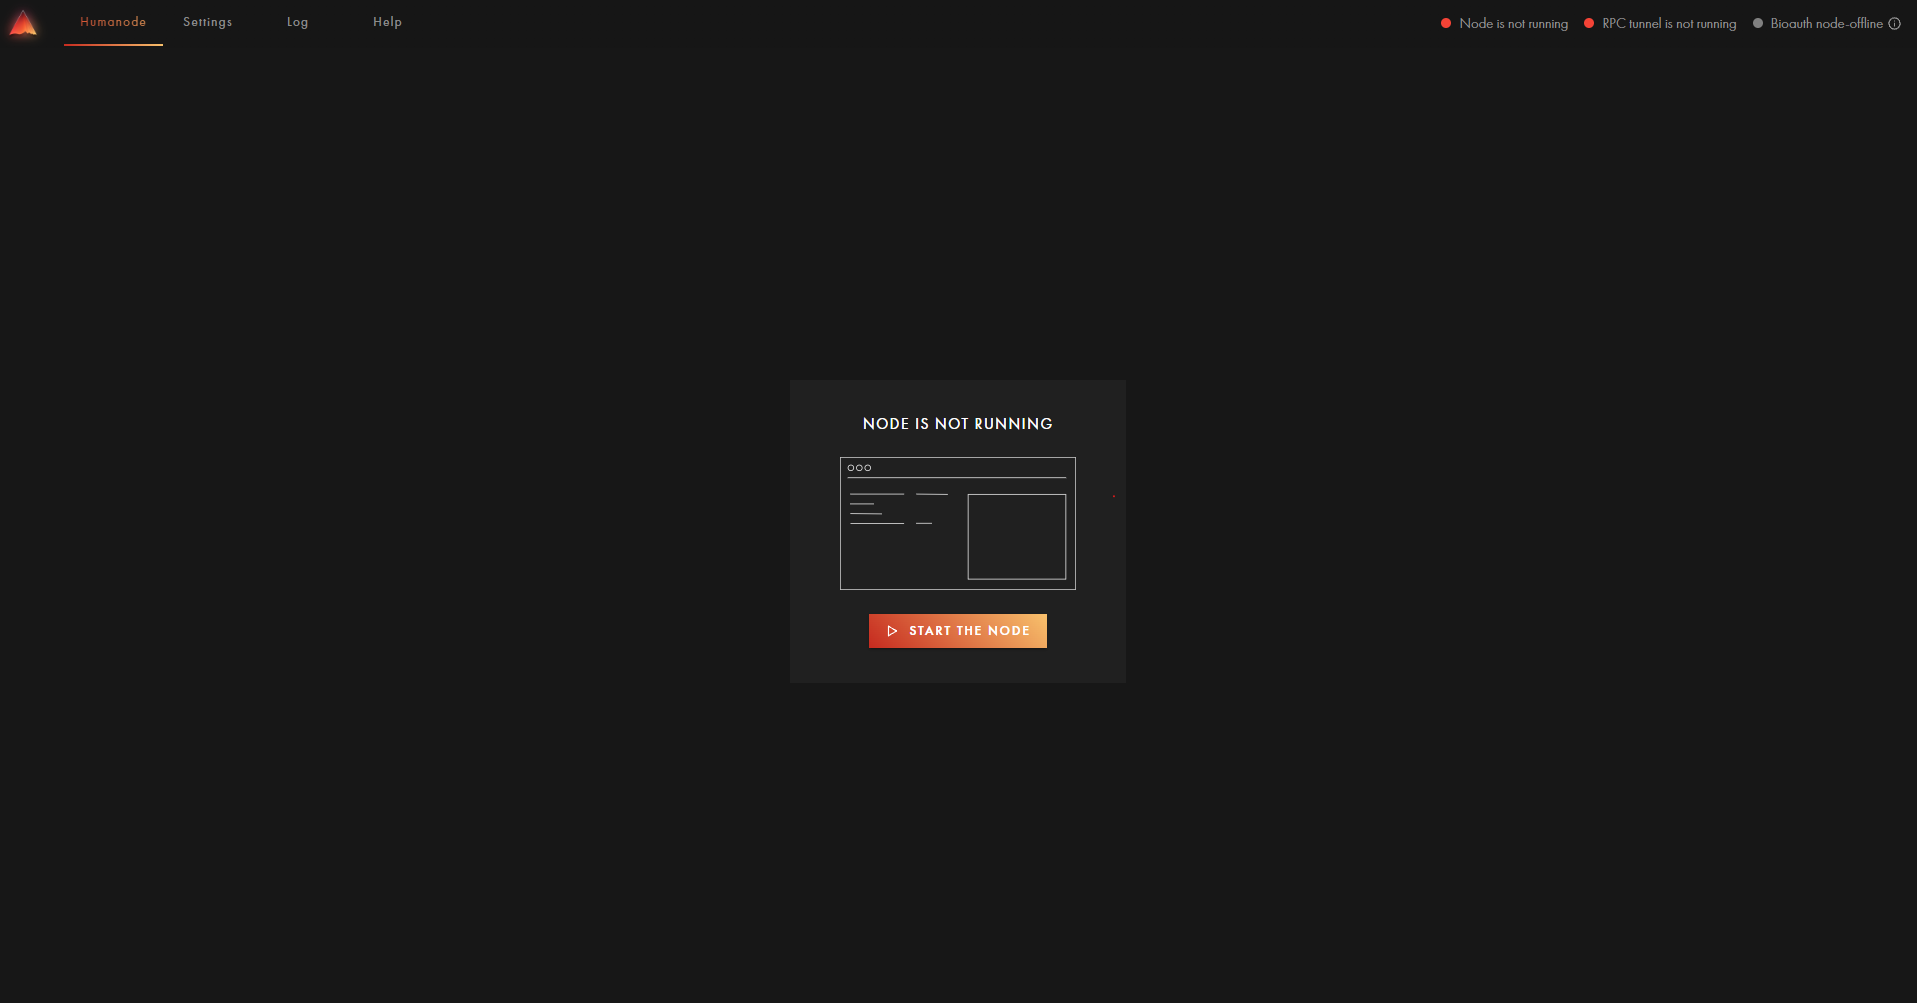 Humanode Settings Log Help Node is not running RPC tunnel is not running Bioauth node-offline
NODE IS NOT RUNNING
START THE NODE